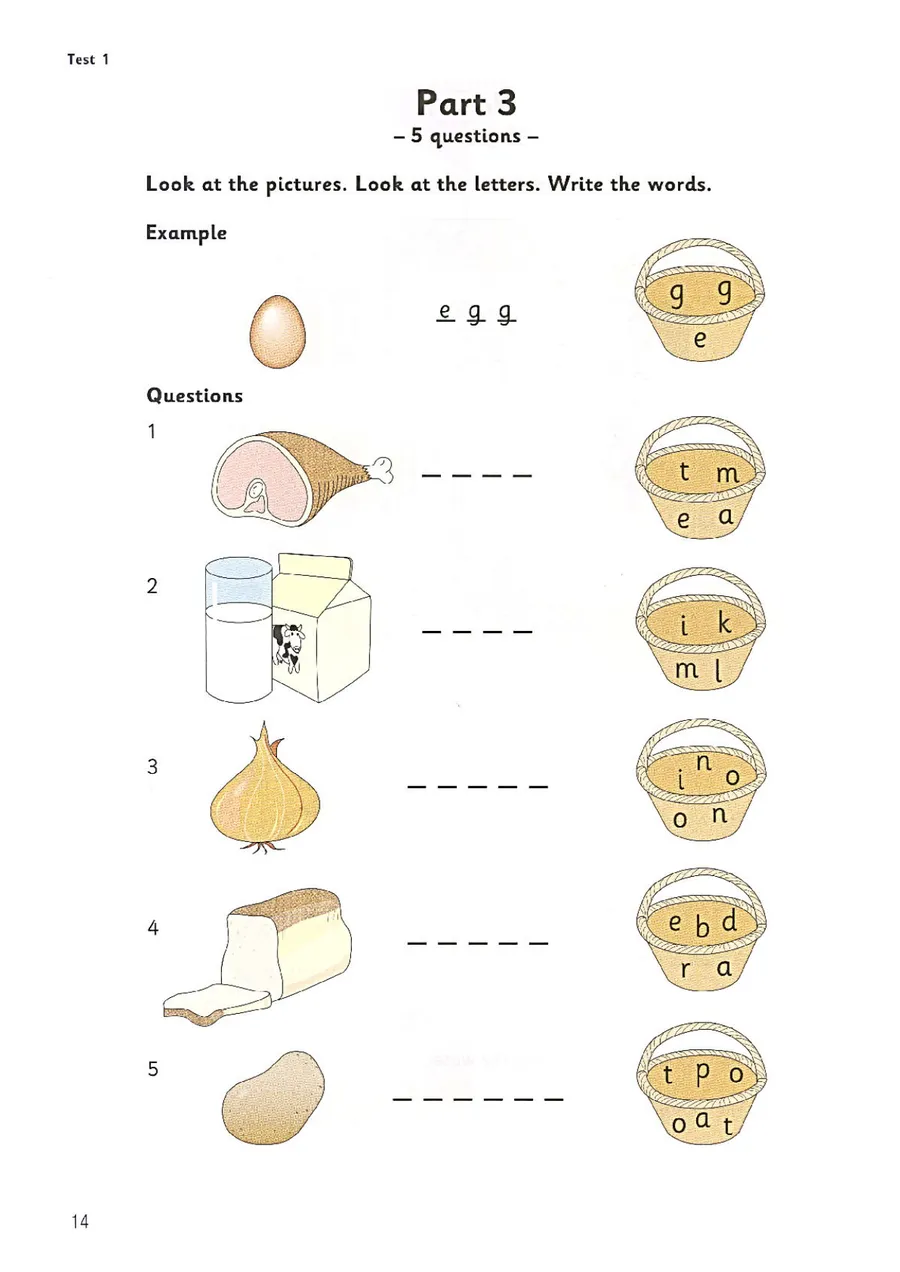 Test 1
Part 3
– 5 questions –
Look at the pictures. Look at the letters. Write the words.
Example
g g
e g g
e
Questions
1
t m
e a
2
i k
m l
3
n
i o
o n
4
e b d
r a
5
t p o
o a t
14